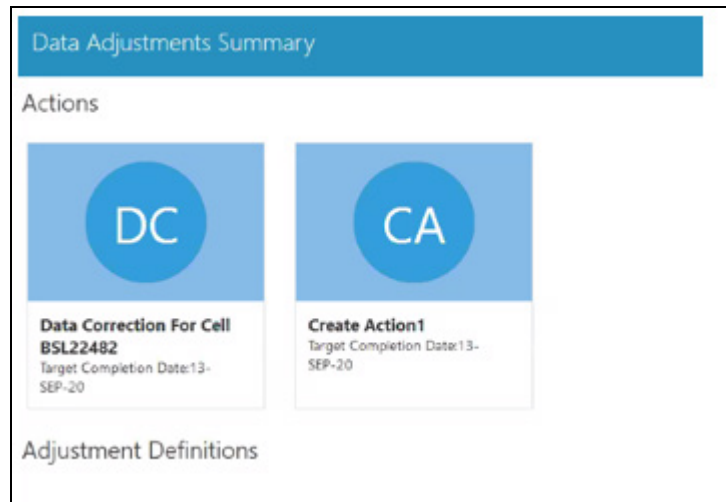 Data Adjustments Summary
Actions
DC
CA
Data Correction For Cell
BSL22482
Target Completion Date:13-
SEP-20
Create Action1
Target Completion Date:13-
SEP-20
Adjustment Definitions